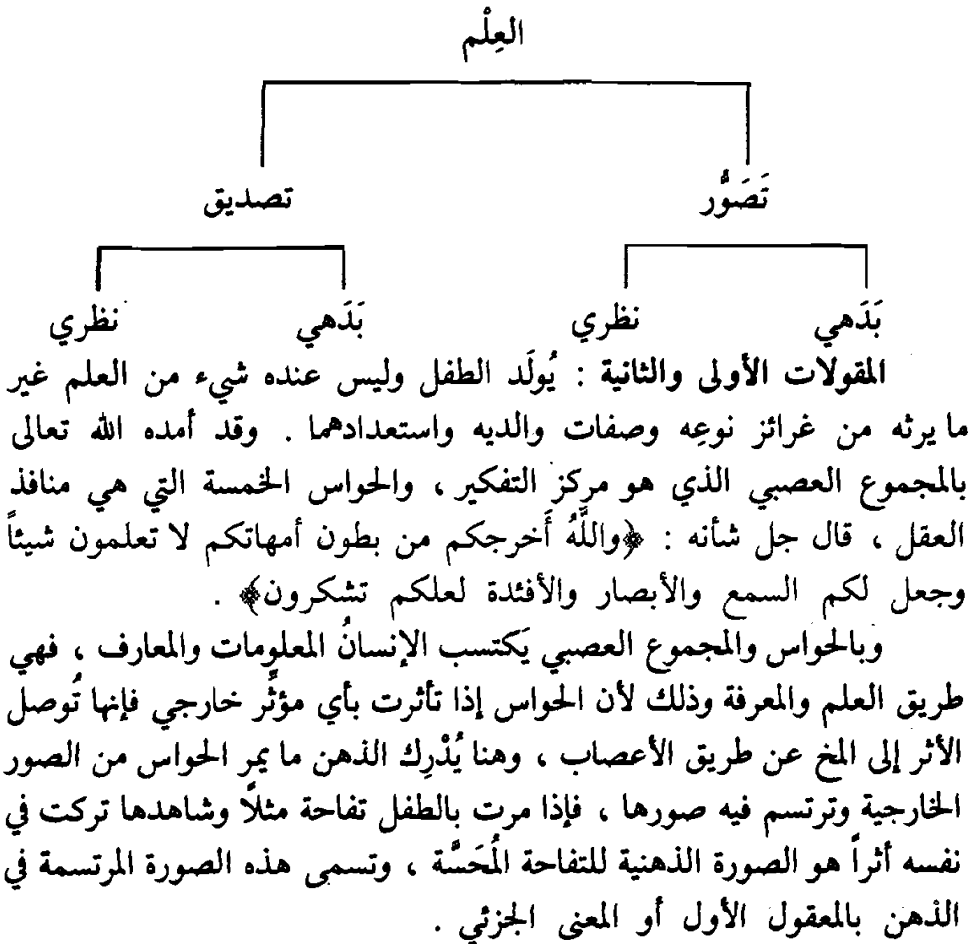 العِلْم
تَصَوُّر تصديق
بَدَهي نظري بَدَهي نظري
المقولات الأولى والثانية : يُولَد الطفل وليس عنده شيء من العلم غير
ما يرثه من غرائز نوعِه وصفات والديه واستعدادهما . وقد أمده الله تعالى
بالمجموع العصبي الذي هو مركز التفكير ، والحواس الخمسة التي هي منافذ
العقل ، قال جل شأنه : ﴿واللَّهُ أَخرجكم من بطون أمهاتكم لا تعلمون شيئاً
وجعل لكم السمع والأبصار والأفئدة لعلكم تشكرون﴾ .
وبالحواس والمجموع العصبي يَكتسب الإنسانُ المعلومات والمعارف ، فهي
طريق العلم والمعرفة وذلك لأن الحواس إذا تأثرت بأي مؤثِّر خارجي فإنها تُوصل
الأثر إلى المخ عن طريق الأعصاب ، وهنا يُدْرِك الذهن ما يمر الحواس من الصور
الخارجية وترتسم فيه صورها ، فإذا مرت بالطفل تفاحة مثلاً وشاهدها تركت في
نفسه أثراً هو الصورة الذهنية للتفاحة المُحَسَّة ، وتسمى هذه الصورة المرتسمة في
الذهن بالمعقول الأول أو المعنى الجزئي .